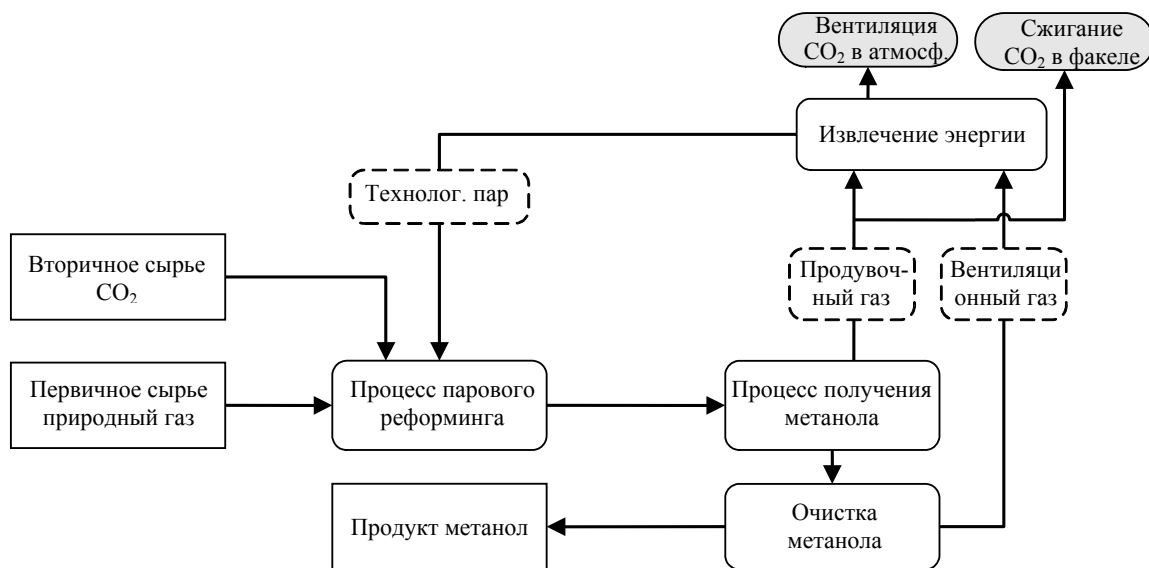 Вентиляция
CO₂ в атмосф.
Сжигание
CO₂ в факеле
Извлечение энергии
Технолог. пар
Вторичное сырье
CO₂
Продувоч-
ный газ
Вентиляци
онный газ
Первичное сырье
природный газ
Процесс парового
реформинга
Процесс получения
метанола
Продукт метанол
Очистка
метанола